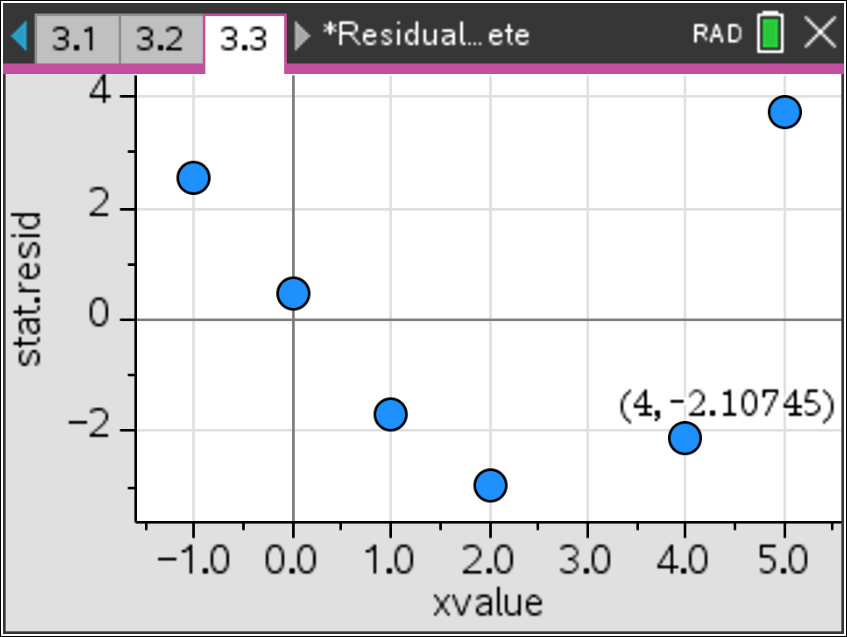 3.1 3.2 3.3 *Residual...ete RAD
4
2
0
−2
stat.resid
(4,-2.10745)
−1.0 0.0 1.0 2.0 3.0 4.0 5.0
xvalue